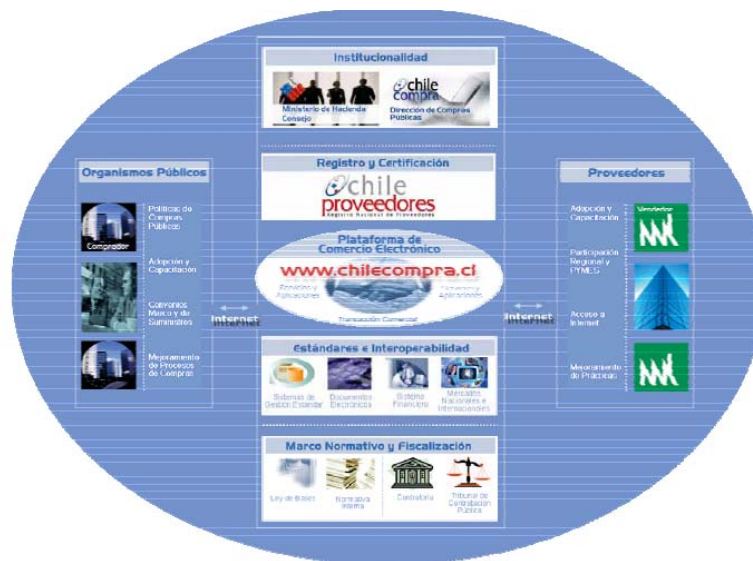 Institucionalidad
Ministerio de Hacienda
Consejo
chile
compra
Dirección de Compras
Públicas
Organismos Públicos
Comprador
Políticas de
Compras
Públicas
Adopción y
Capacitación
Convenios
Marco y de
Suministros
Mejoramiento
de Procesos
de Compras
Internet
Registro y Certificación
chile
proveedores
Registro Nacional de Proveedores
Plataforma de
Comercio Electrónico
www.chilecompra.cl
Servicios y
Aplicaciones
Aplicaciones
Transacción Comercial
Estándares e Interoperabilidad
Sistemas de
Gestión Estándar
Documentos
Electrónicos
Sistema
Financiero
Mercados
Nacionales e
Internacionales
Marco Normativo y Fiscalización
Ley de Bases
Normativa
Interna
Contraloría
Tribunal de
Contratación
Pública
Internet
Proveedores
Adopción y
Capacitación
Vendedor
Participación
Regional y
PYMES
Acceso a
Internet
Mejoramiento
de Prácticas